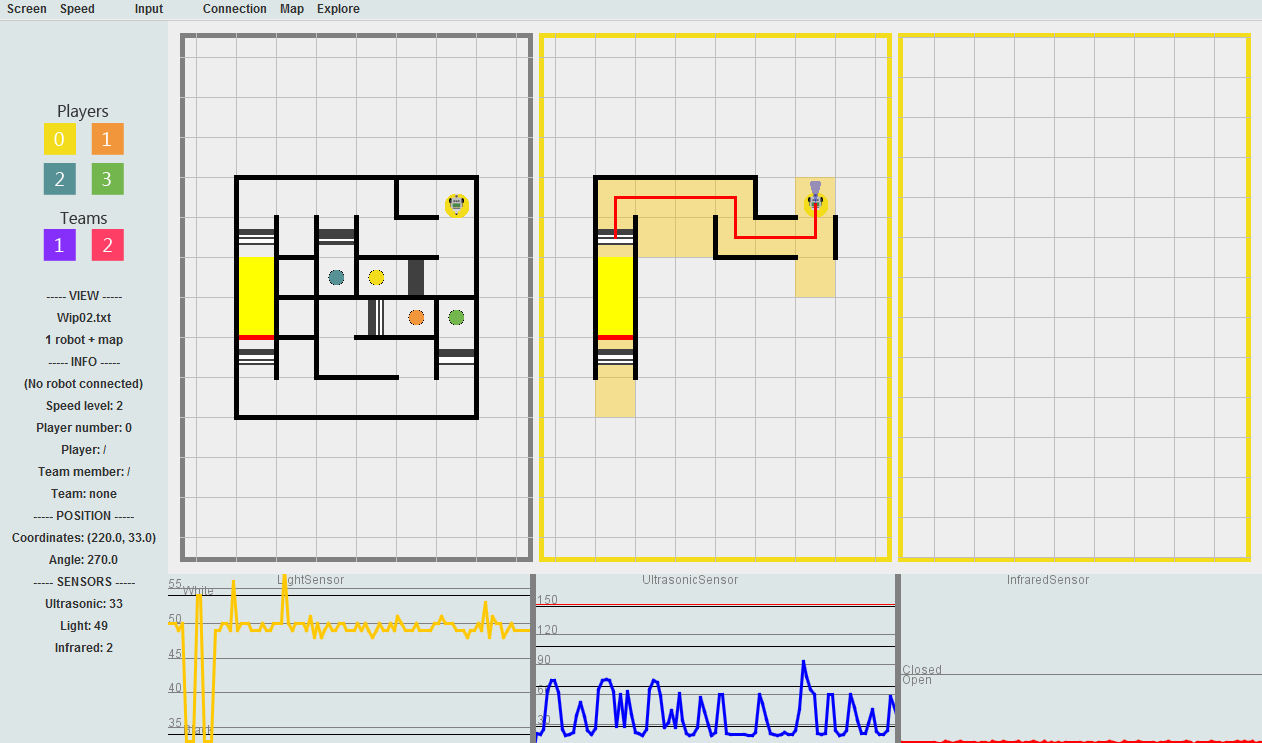 Screen Speed Input Connection Map Explore
Players
0 1
2 3
Teams
1 2
----- VIEW -----
Wip02.txt
1 robot + map
----- INFO -----
(No robot connected)
Speed level: 2
Player number: 0
Player: /
Team member: /
Team: none
----- POSITION -----
Coordinates: (220.0, 33.0)
Angle: 270.0
----- SENSORS -----
Ultrasonic: 33
Light: 49
Infrared: 2
LightSensor
55
White
50
45
40
35
UltrasonicSensor
150
120
90
30
InfraredSensor
Closed
Open